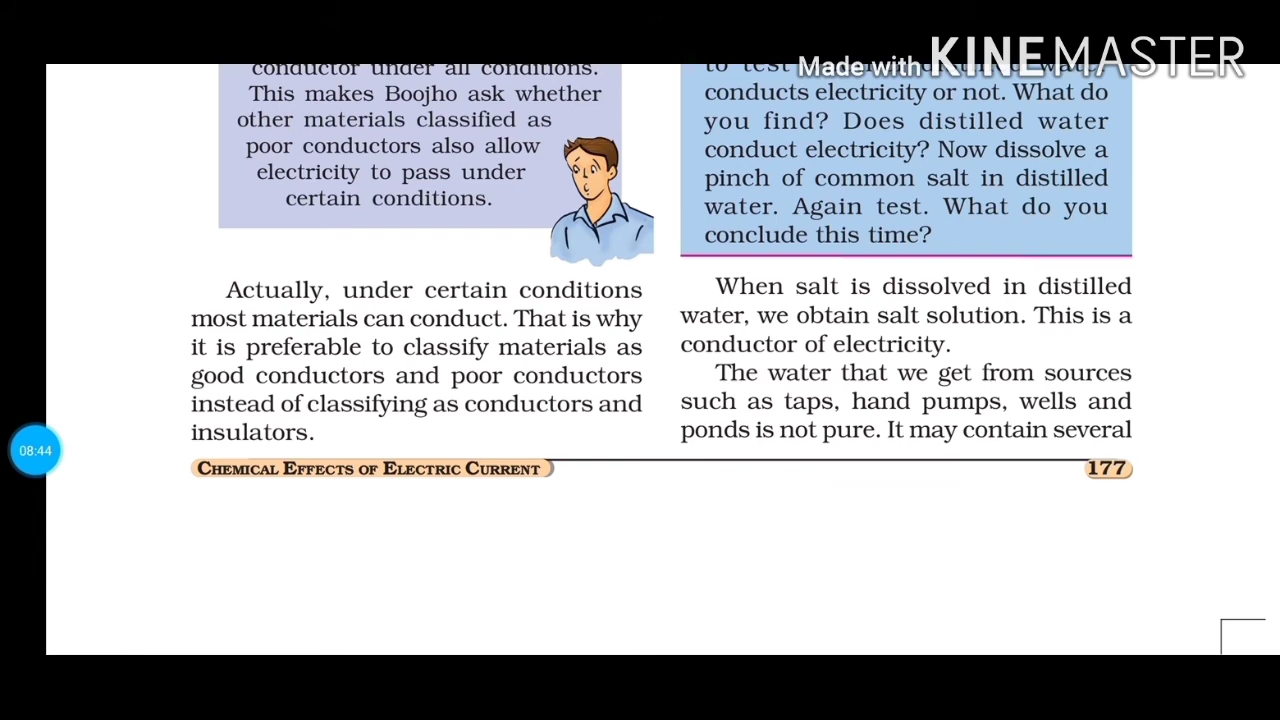 Made with KINEMASTER
conductor under all conditions.
This makes Boojho ask whether
other materials classified as
poor conductors also allow
electricity to pass under
certain conditions.
Actually, under certain conditions
most materials can conduct. That is why
it is preferable to classify materials as
good conductors and poor conductors
instead of classifying as conductors and
insulators.
to test
conducts electricity or not. What do
you find? Does distilled water
conduct electricity? Now dissolve a
pinch of common salt in distilled
water. Again test. What do you
conclude this time?
When salt is dissolved in distilled
water, we obtain salt solution. This is a
conductor of electricity.
The water that we get from sources
such as taps, hand pumps, wells and
ponds is not pure. It may contain several
08:44
CHEMICAL EFFECTS OF ELECTRIC CURRENT
177